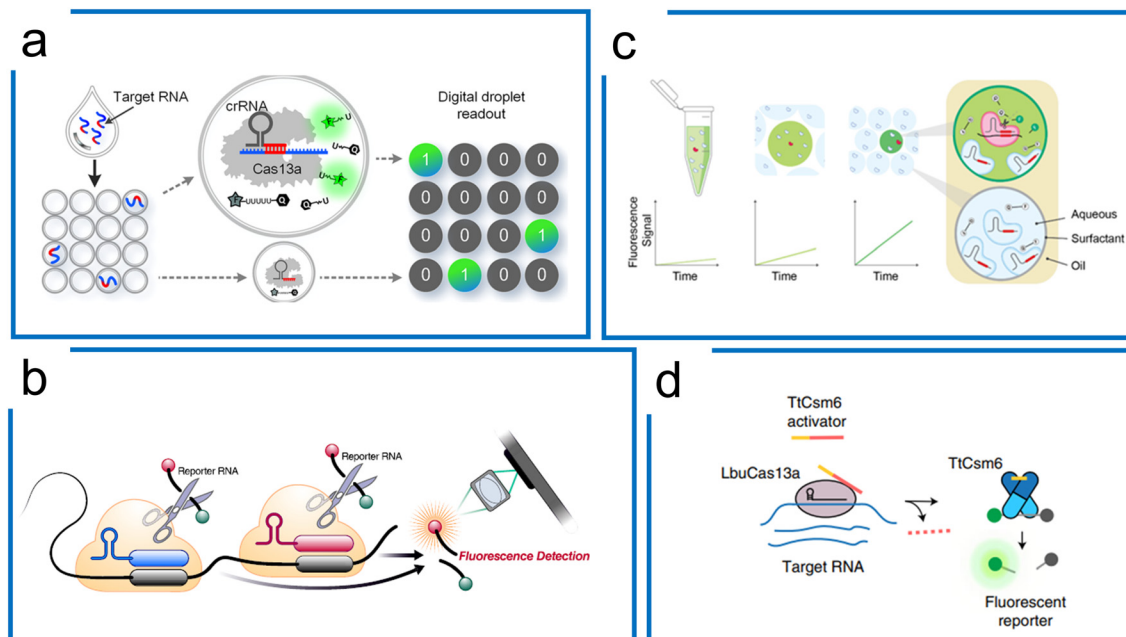 a
Target RNA
crRNA
Cas13a
F
U
U
Q
F
U
F
UUUUU
Q
Q
U
Digital droplet
readout
1 0 0 0
0 0 0 0
0 0 0 1
0 1 0 0
c
Fluorescence
Signal
Time
Time
Time
Aqueous
Surfactant
Oil
b
Reporter RNA
Reporter RNA
Fluorescence Detection
d
TtCsm6
activator
LbuCas13a
TtCsm6
Target RNA
Fluorescent
reporter